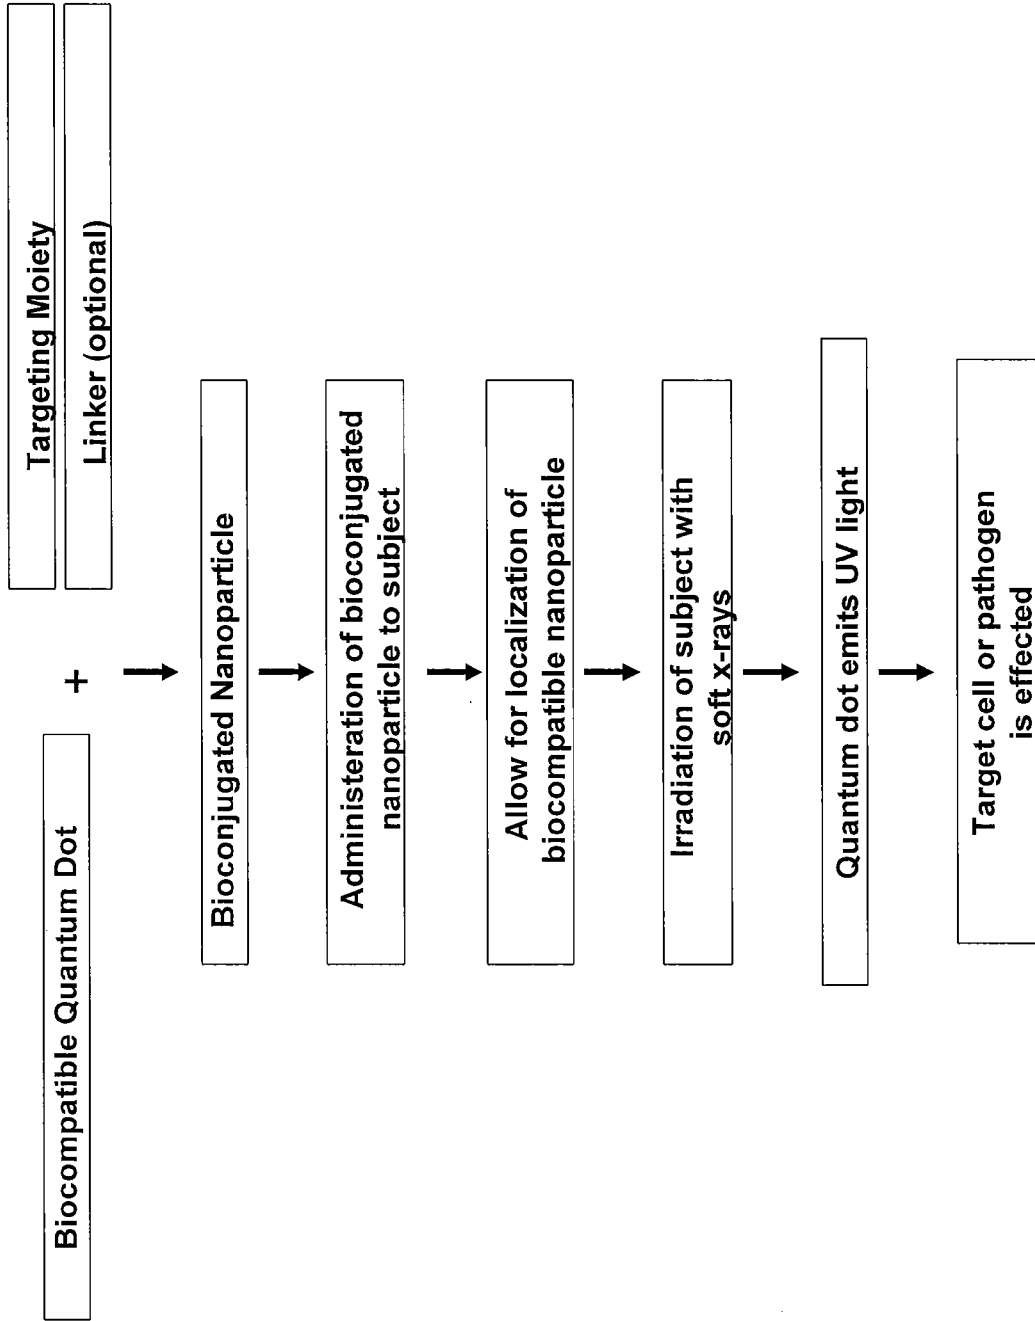 Biocompatible Quantum Dot
+
Targeting Moiety
Linker (optional)
Bioconjugated Nanoparticle
Administeration of bioconjugated
nanoparticle to subject
Allow for localization of
biocompatible nanoparticle
Irradiation of subject with
soft x-rays
Quantum dot emits UV light
Target cell or pathogen
is effected